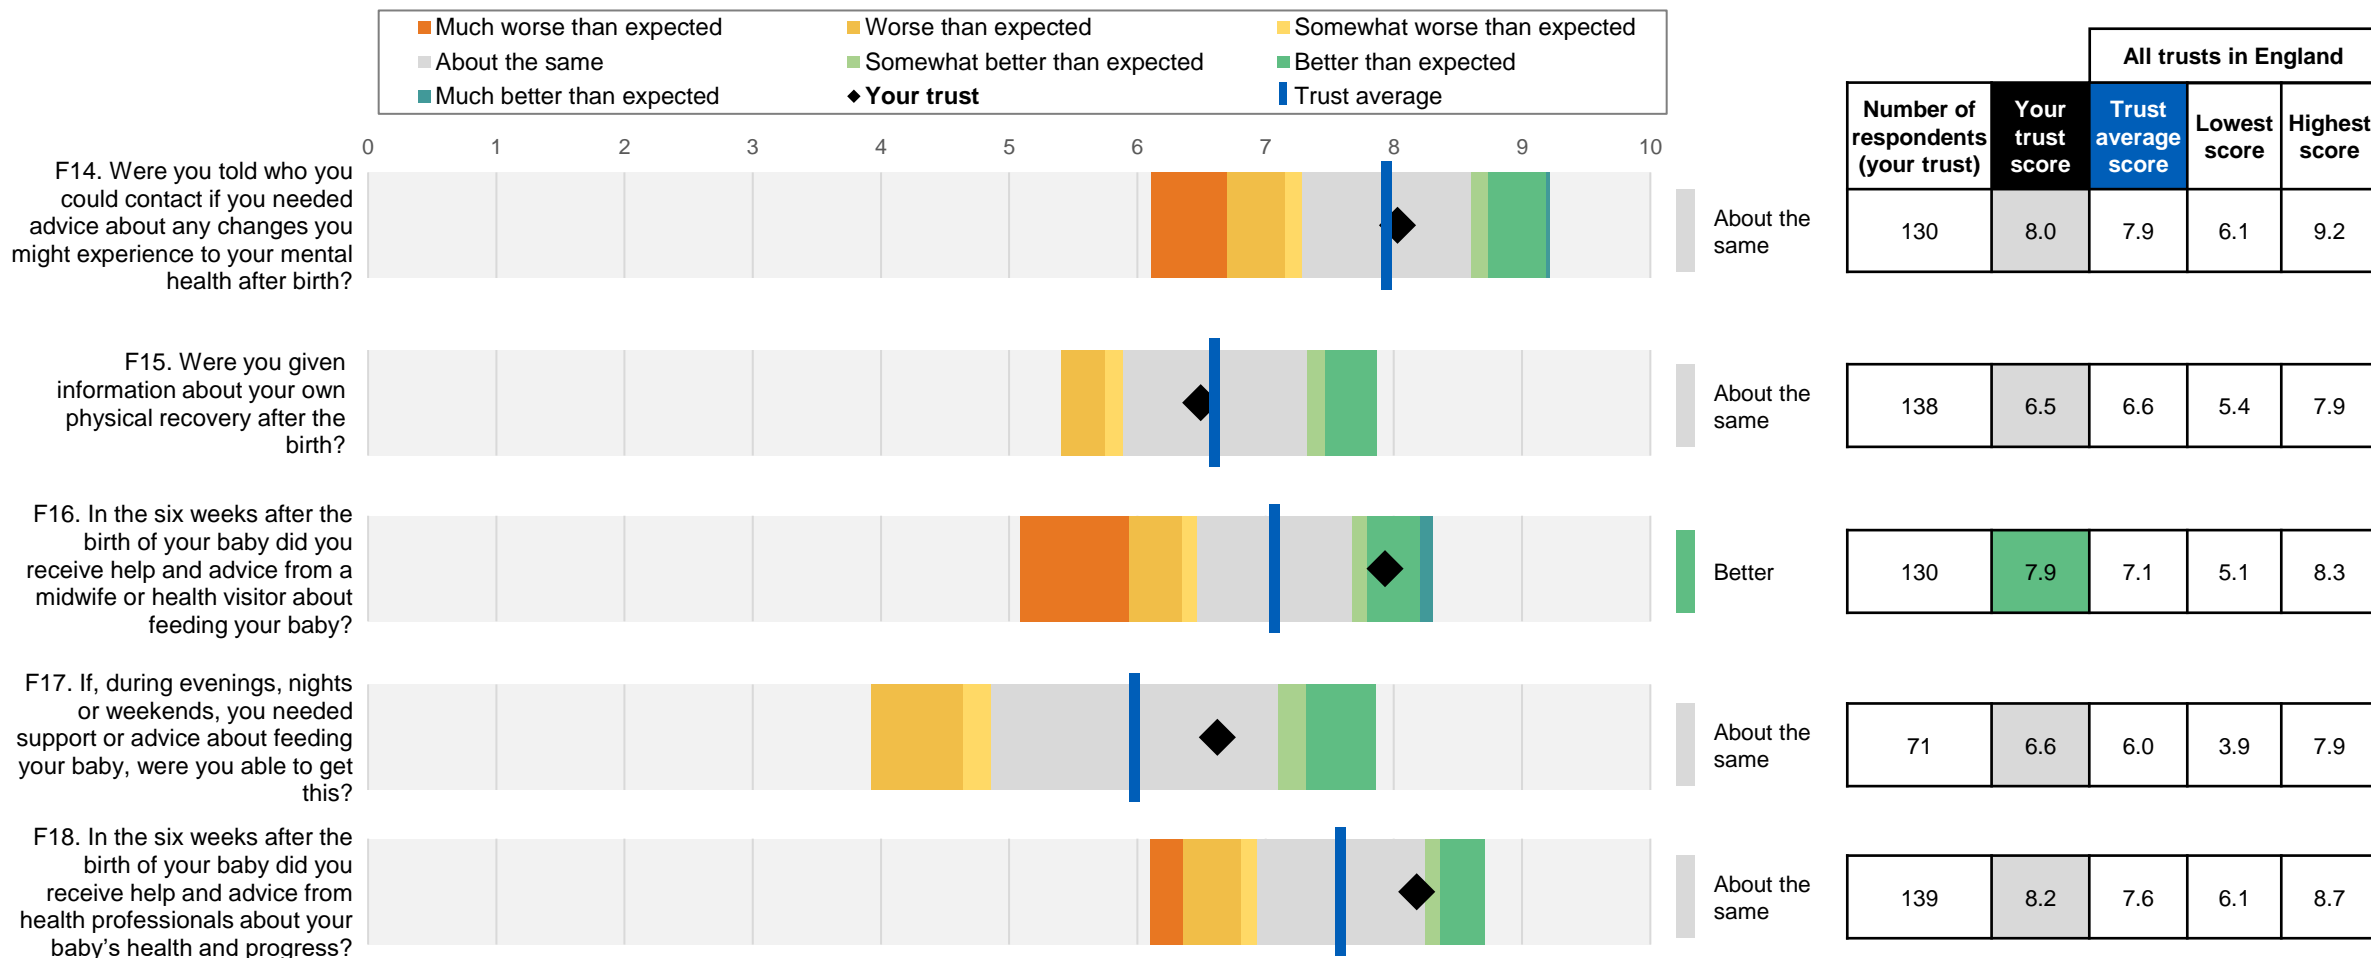 Much worse than expected
Worse than expected
Somewhat worse than expected
About the same
Somewhat better than expected
Better than expected
Much better than expected
Your trust
Trust average
All trusts in England
Number of
respondents
(your trust)
Your
trust
score
Trust
average
score
Lowest
score
Highest
score
0 1 2 3 4 5 6 7 8 9 10
F14. Were you told who you
could contact if you needed
advice about any changes you
might experience to your mental
health after birth?
About the
same
130 8.0 7.9 6.1 9.2
F15. Were you given
information about your own
physical recovery after the
birth?
About the
same
138 6.5 6.6 5.4 7.9
F16. In the six weeks after the
birth of your baby did you
receive help and advice from a
midwife or health visitor about
feeding your baby?
Better
130 7.9 7.1 5.1 8.3
F17. If, during evenings, nights
or weekends, you needed
support or advice about feeding
your baby, were you able to get
this?
About the
same
71 6.6 6.0 3.9 7.9
F18. In the six weeks after the
birth of your baby did you
receive help and advice from
health professionals about your
baby’s health and progress?
About the
same
139 8.2 7.6 6.1 8.7